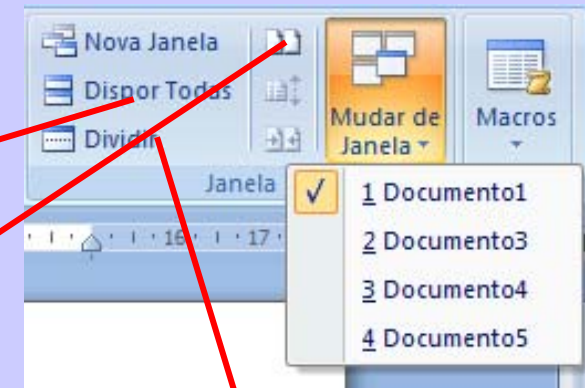 Nova Janela
Dispor Todas
Dividir
Mudar de
Janela
Macros
Janela
1 Documento1
2 Documento3
3 Documento4
4 Documento5
16 17